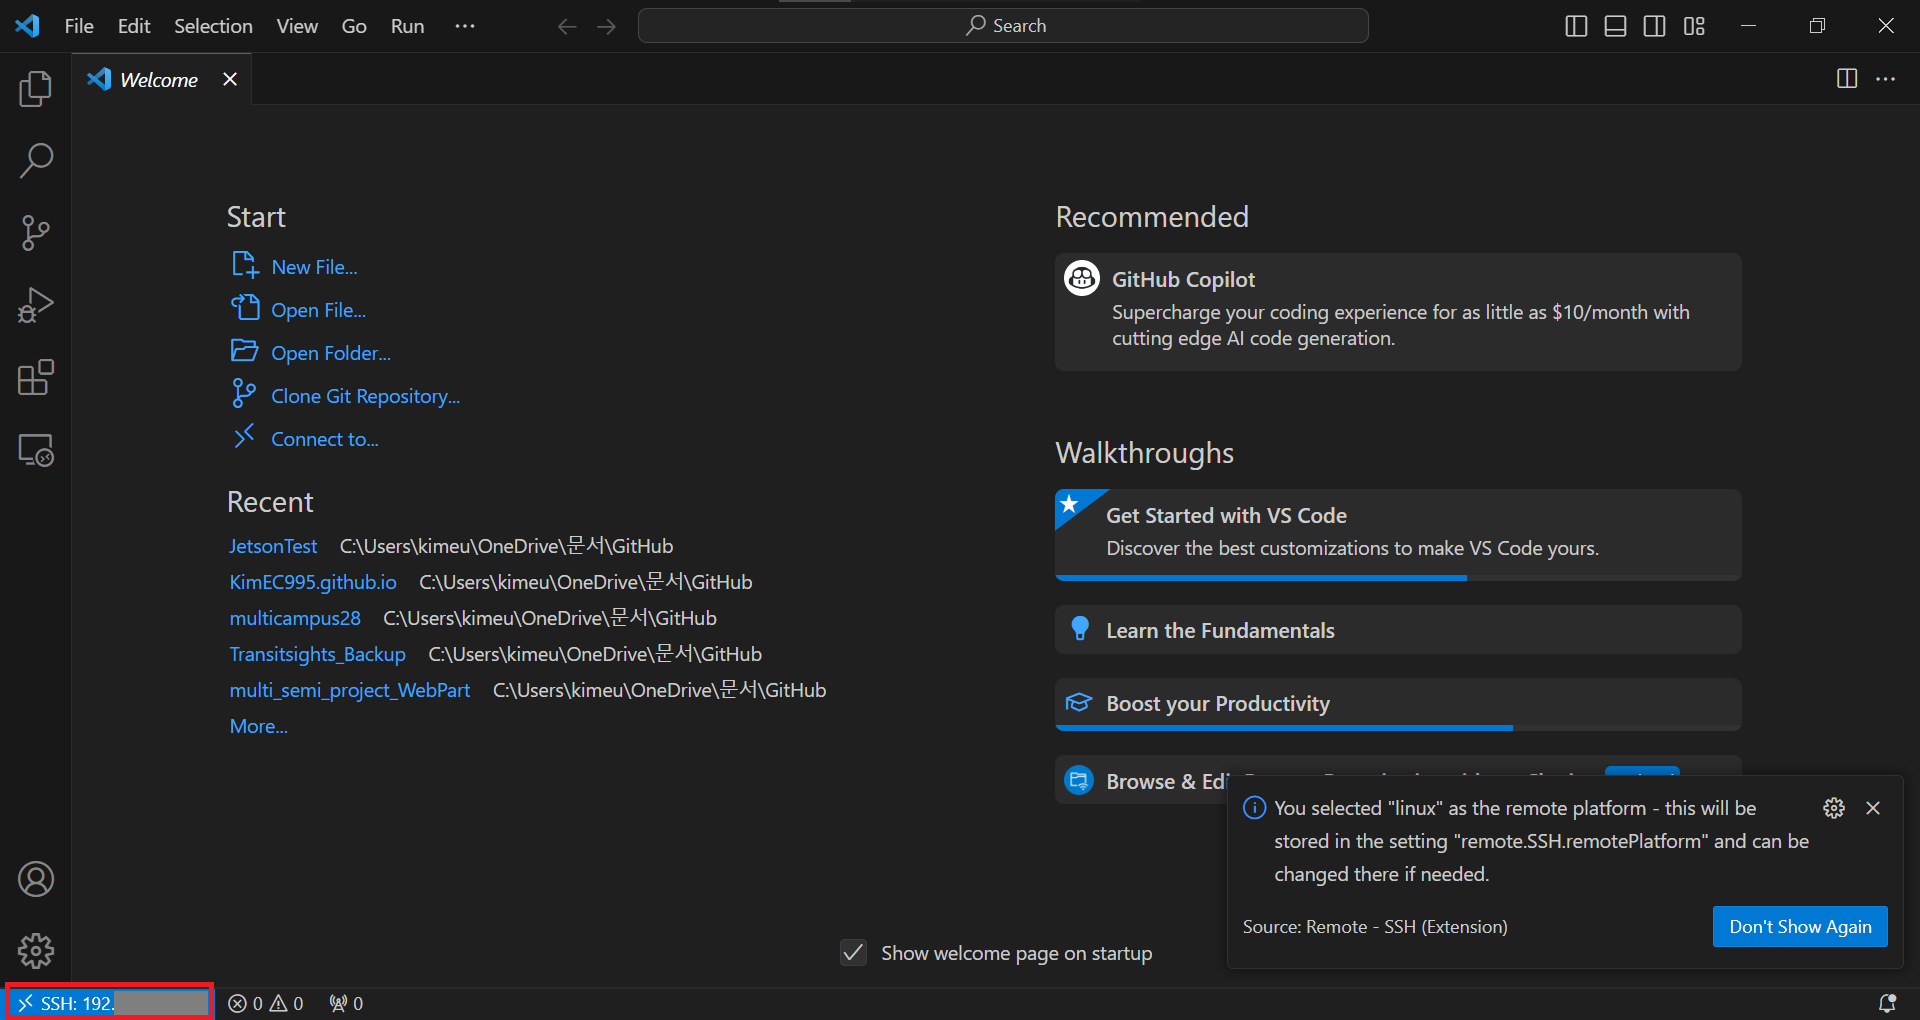 File Edit Selection View Go Run ···
Search
Welcome
Start
New File...
Open File...
Open Folder...
Clone Git Repository...
Connect to...
Recent
JetsonTest C:\Users\kimeu\OneDrive\문서\GitHub
KimEC995.github.io C:\Users\kimeu\OneDrive\문서\GitHub
multicampus28 C:\Users\kimeu\OneDrive\문서\GitHub
Transitsights_Backup C:\Users\kimeu\OneDrive\문서\GitHub
multi_semi_project_WebPart C:\Users\kimeu\OneDrive\문서\GitHub
More...
Recommended
GitHub Copilot
Supercharge your coding experience for as little as $10/month with
cutting edge AI code generation.
Walkthroughs
Get Started with VS Code
Discover the best customizations to make VS Code yours.
Learn the Fundamentals
Boost your Productivity
Browse &
You selected "linux" as the remote platform - this will be
stored in the setting "remote.SSH.remotePlatform" and can be
changed there if needed.
Source: Remote - SSH (Extension)
Don't Show Again
Show welcome page on startup
SSH: 192.
0 0 0